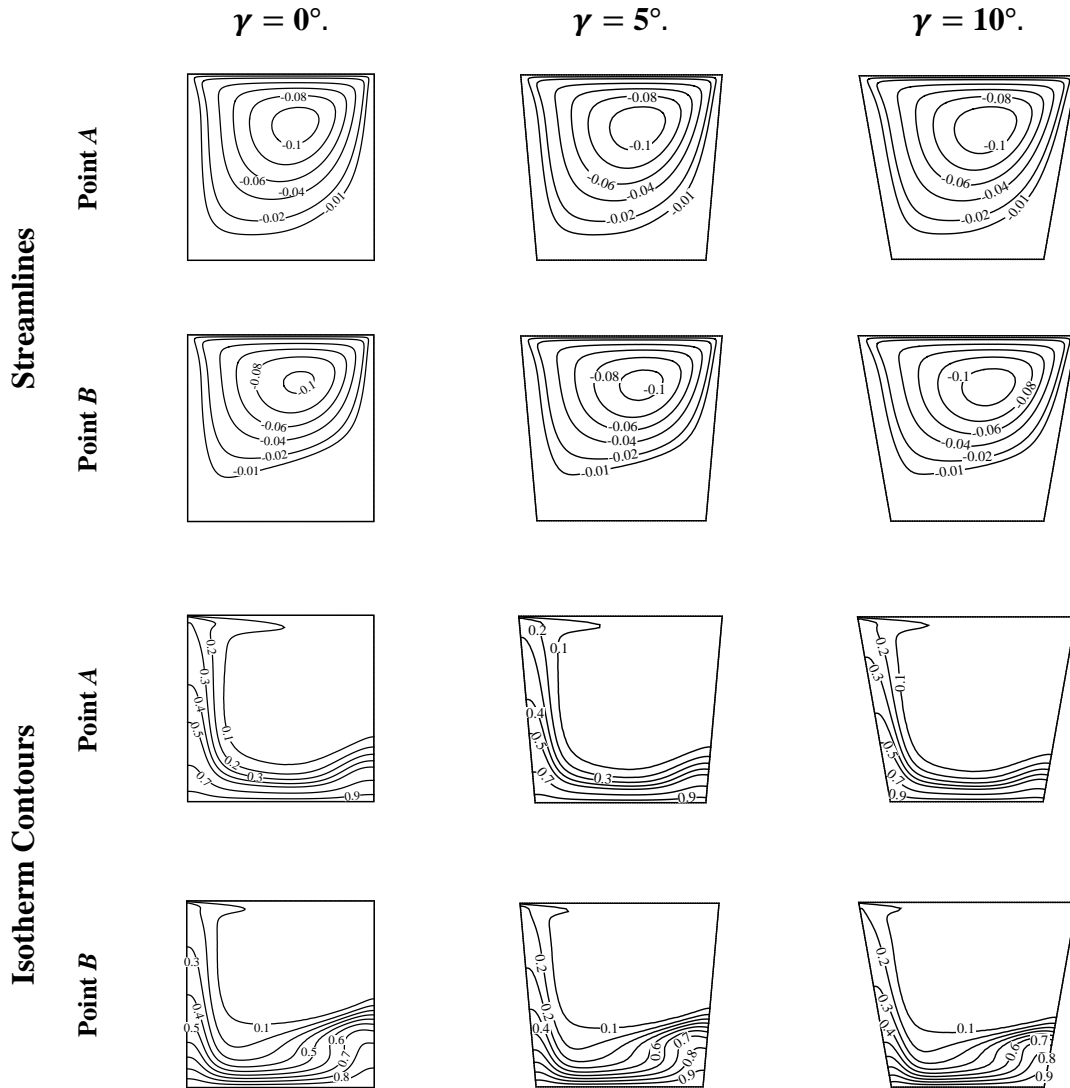 γ = 0°. γ = 5°. γ = 10°.
Streamlines
Point A
-0.08 -0.1 -0.06 -0.04 -0.02 -0.01
-0.08 -0.1 -0.06 -0.04 -0.02 -0.01
-0.08 -0.1 -0.06 -0.04 -0.02 -0.01
Point B
-0.08 -0.1 -0.06 -0.04 -0.02 -0.01
-0.08 -0.1 -0.06 -0.04 -0.02 -0.01
-0.1 -0.08 -0.06 -0.04 -0.02 -0.01
Isotherm Contours
Point A
0.2 0.3 0.4 0.5 0.1 0.2 0.3 0.7 0.9
0.2 0.1 0.4 0.5 0.7 0.3 0.9
0.2 0.3 0.1 0.5 0.7 0.9
Point B
0.3 0.4 0.5 0.1 0.6 0.5 0.7 0.8
0.2 0.2 0.4 0.1 0.7 0.6 0.8 0.9
0.2 0.3 0.4 0.1 0.7 0.6 0.8 0.9